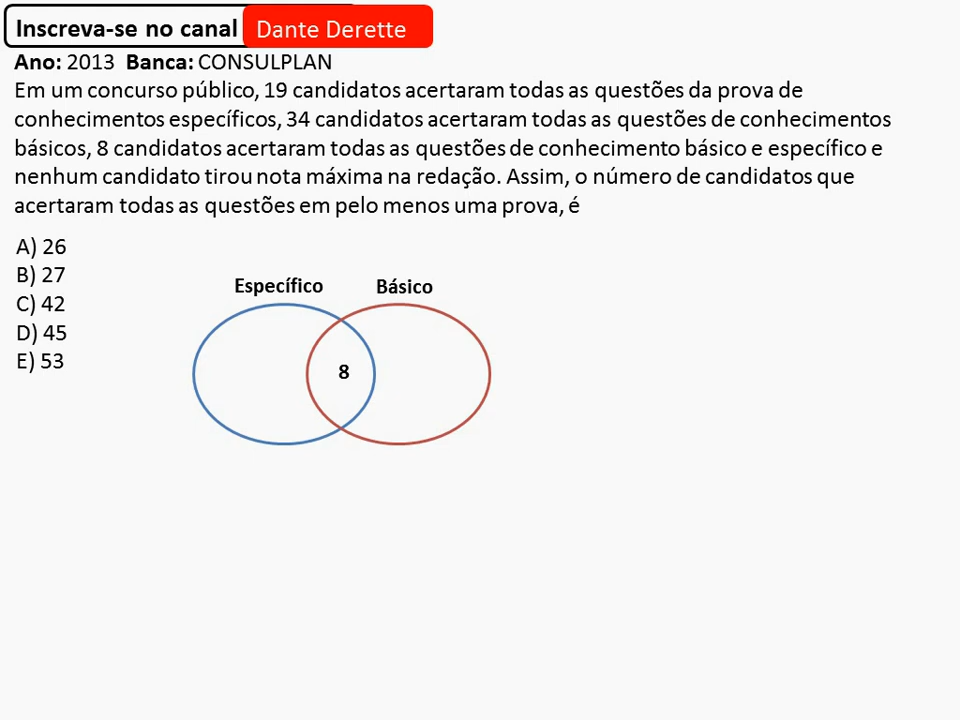 Inscreva-se no canal Dante Derette
Ano: 2013 Banca: CONSULPLAN
Em um concurso público, 19 candidatos acertaram todas as questões da prova de
conhecimentos específicos, 34 candidatos acertaram todas as questões de conhecimentos
básicos, 8 candidatos acertaram todas as questões de conhecimento básico e específico e
nenhum candidato tirou nota máxima na redação. Assim, o número de candidatos que
acertaram todas as questões em pelo menos uma prova, é
A) 26
B) 27
C) 42
D) 45
E) 53
Específico Básico
8